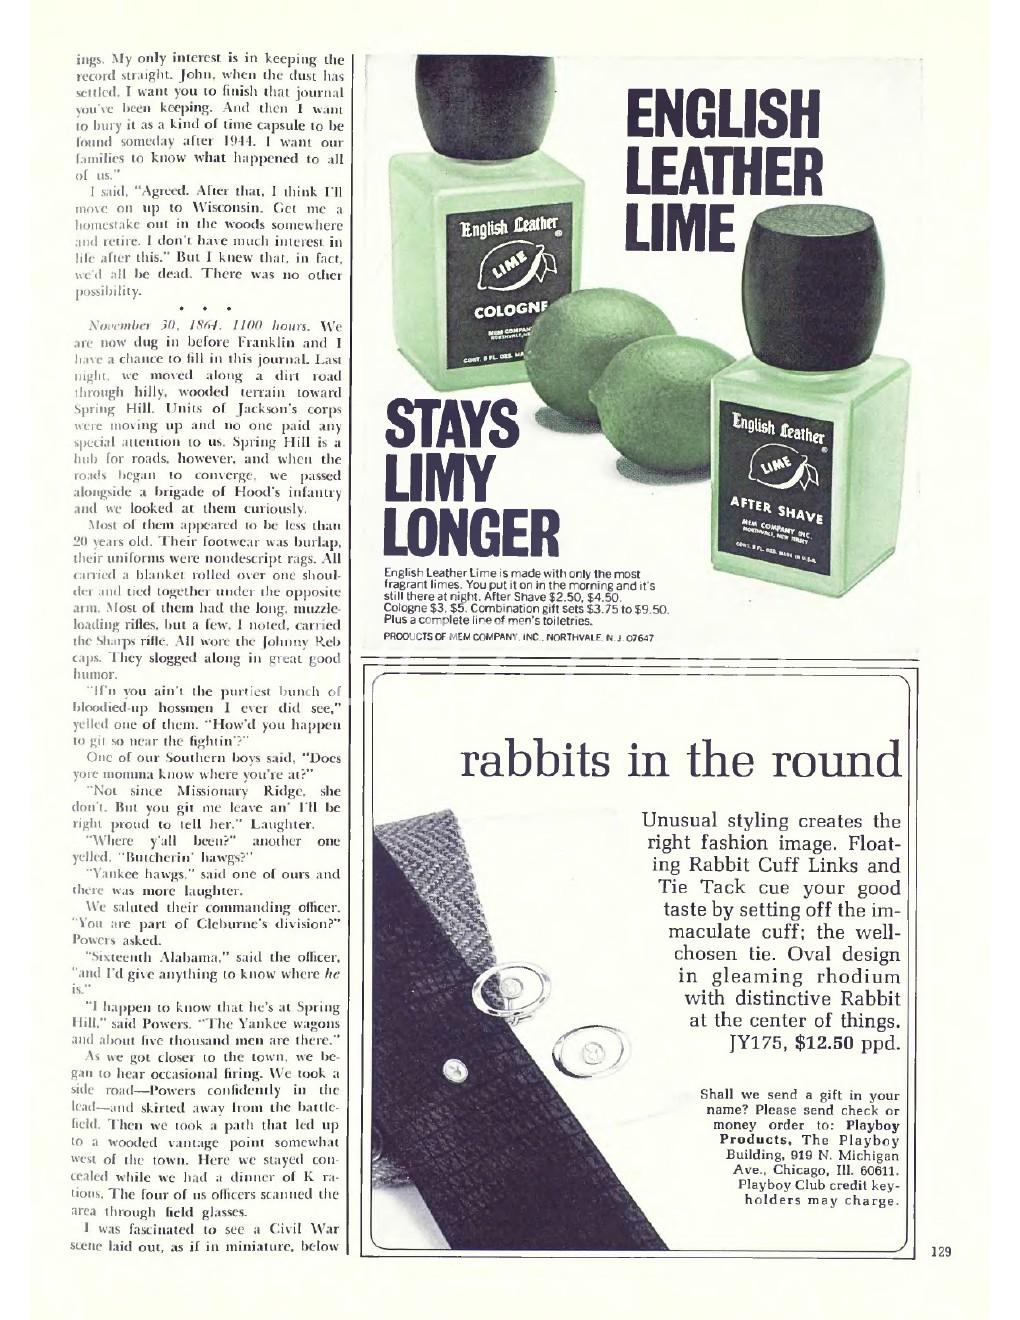 ings. My only interest is in keeping the
record straight. John, when the dust has
settled, I want you to finish that journal
you've been keeping. And then I want
to bury it as a kind of time capsule to be
found someday after 1944. I want our
families to know what happened to all
of us."
I said, "Agreed. After that, I think I'll
move on up to Wisconsin. Get me a
homestake out in the woods somewhere
and retire. I don't have much interest in
life after this." But I knew that, in fact,
we'd all be dead. There was no other
possibility.
• • •
November 30, 1864, 1100 hours. We
are now dug in before Franklin and I
have a chance to fill in this journal. Last
night, we moved along a dirt road
through hilly, wooded terrain toward
Spring Hill. Units of Jackson's corps
were moving up and no one paid any
special attention to us. Spring Hill is a
hub for roads, however, and when the
roads began to converge, we passed
alongside a brigade of Hood's infantry
and we looked at them curiously.
Most of them appeared to be less than
20 years old. Their footwear was burlap,
their uniforms were nondescript rags. All
carried a blanket rolled over one shoul-
der and tied together under the opposite
arm. Most of them had the long, muzzle-
loading rifles, but a few, I noted, carried
the Sharps rifle. All wore the Johnny Reb
caps. They slogged along in great good
humor.
"If'n you ain't the purtiest bunch of
bloodied-up hossmen I ever did see,"
yelled one of them. "How'd you happen
to git so near the fightin'?"
One of our Southern boys said, "Does
yore momma know where you're at?"
"Not since Missionary Ridge, she
don't. But you git me leave an' I'll be
right proud to tell her." Laughter.
"Where y'all been?" another one
yelled. "Butcherin' hawgs?"
"Yankee hawgs," said one of ours and
there was more laughter.
We saluted their commanding officer.
"You are part of Cleburne's division?"
Powers asked.
"Sixteenth Alabama," said the officer,
"and I'd give anything to know where he
is."
"I happen to know that he's at Spring
Hill," said Powers. "The Yankee wagons
and about five thousand men are there."
As we got closer to the town, we be-
gan to hear occasional firing. We took a
side road—Powers confidently in the
lead—and skirted away from the battle-
field. Then we took a path that led up
to a wooded vantage point somewhat
west of the town. Here we stayed con-
cealed while we had a dinner of K ra-
tions. The four of us officers scanned the
area through field glasses.
I was fascinated to see a Civil War
scene laid out, as if in miniature, below
ENGLISH
LEATHER
LIME
English Leather
®
LIME
COLOGNE
MEM COMPAN
NORTHVALE, NEW
CONT. 8 FL. OZS. MA
STAYS
LIMY
LONGER
English Leather
®
LIME
AFTER SHAVE
MEM COMPANY INC.
NORTHVALE, NEW JERSEY
CONT. 8 FL. OZS. MADE IN U.S.A.
English Leather Lime is made with only the most
fragrant limes. You put it on in the morning and it's
still there at night. After Shave $2.50, $4.50.
Cologne $3, $5. Combination gift sets $3.75 to $9.50.
Plus a complete line of men's toiletries.
PRODUCTS OF MEM COMPANY, INC., NORTHVALE, N. J. 07647
rabbits in the round
Unusual styling creates the
right fashion image. Float-
ing Rabbit Cuff Links and
Tie Tack cue your good
taste by setting off the im-
maculate cuff; the well-
chosen tie. Oval design
in gleaming rhodium
with distinctive Rabbit
at the center of things.
JY175, $12.50 ppd.
Shall we send a gift in your
name? Please send check or
money order to: Playboy
Products, The Playboy
Building, 919 N. Michigan
Ave., Chicago, Ill. 60611.
Playboy Club credit key-
holders may charge.
129